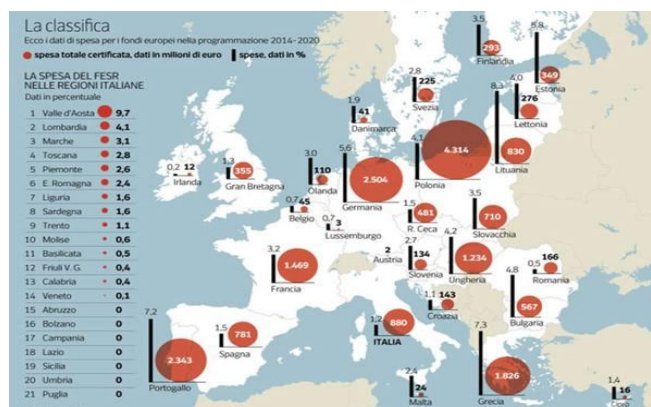 La classifica
Ecco i dati di spesa per i fondi europei nella programmazione 2014-2020
spesa totale certificata, dati in milioni di euro
spese, dati in %
LA SPESA DEL FESR
NELLE REGIONI ITALIANE
Dati in percentuale
1 Valle d'Aosta 9,7
2 Lombardia 4,1
3 Marche 3,1
4 Toscana 2,8
5 Piemonte 2,6
6 E. Romagna 2,4
7 Liguria 1,6
8 Sardegna 1,6
9 Trento 1,1
10 Molise 0,6
11 Basilicata 0,5
12 Friuli V. G. 0,4
13 Calabria 0,4
14 Veneto 0,1
15 Abruzzo 0
16 Bolzano 0
17 Campania 0
18 Lazio 0
19 Sicilia 0
20 Umbria 0
21 Puglia 0
3,5
293
Finlandia
349
Estonia
2,8
225
Svezia
4,0
276
Lettonia
8,3
830
Lituania
1,9
41
Danimarca
4,1
4.314
Polonia
0,2
12
Irlanda
1,3
355
Gran Bretagna
3,0
110
Olanda
5,6
2.504
Germania
0,7
45
Belgio
0,7
3
Lussemburgo
1,5
481
R. Ceca
3,5
710
Slovacchia
2
Austria
2,7
134
Slovenia
4,2
1.234
Ungheria
0,5
166
Romania
3,2
1.469
Francia
1,1
143
Croazia
4,8
567
Bulgaria
7,2
2.343
Portogallo
1,5
781
Spagna
1,2
880
ITALIA
7,3
1.826
Grecia
2,4
24
Malta
1,4
16